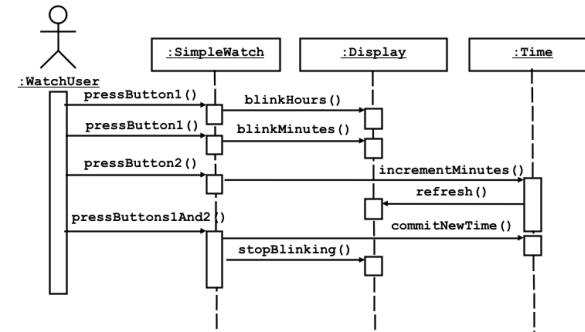 :SimpleWatch
:Display
:Time
:WatchUser
pressButton1()
blinkHours()
pressButton1()
blinkMinutes()
pressButton2()
incrementMinutes()
refresh()
pressButtons1And2()
commitNewTime()
stopBlinking()